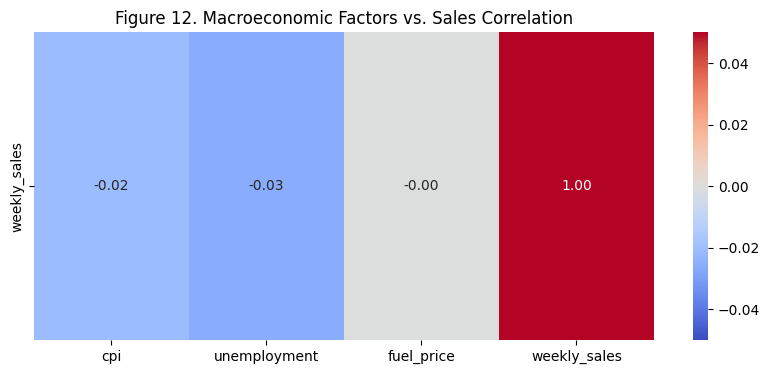 Figure 12. Macroeconomic Factors vs. Sales Correlation
weekly_sales
-0.02 -0.03 -0.00 1.00
cpi unemployment fuel_price weekly_sales
0.04
0.02
0.00
−0.02
−0.04